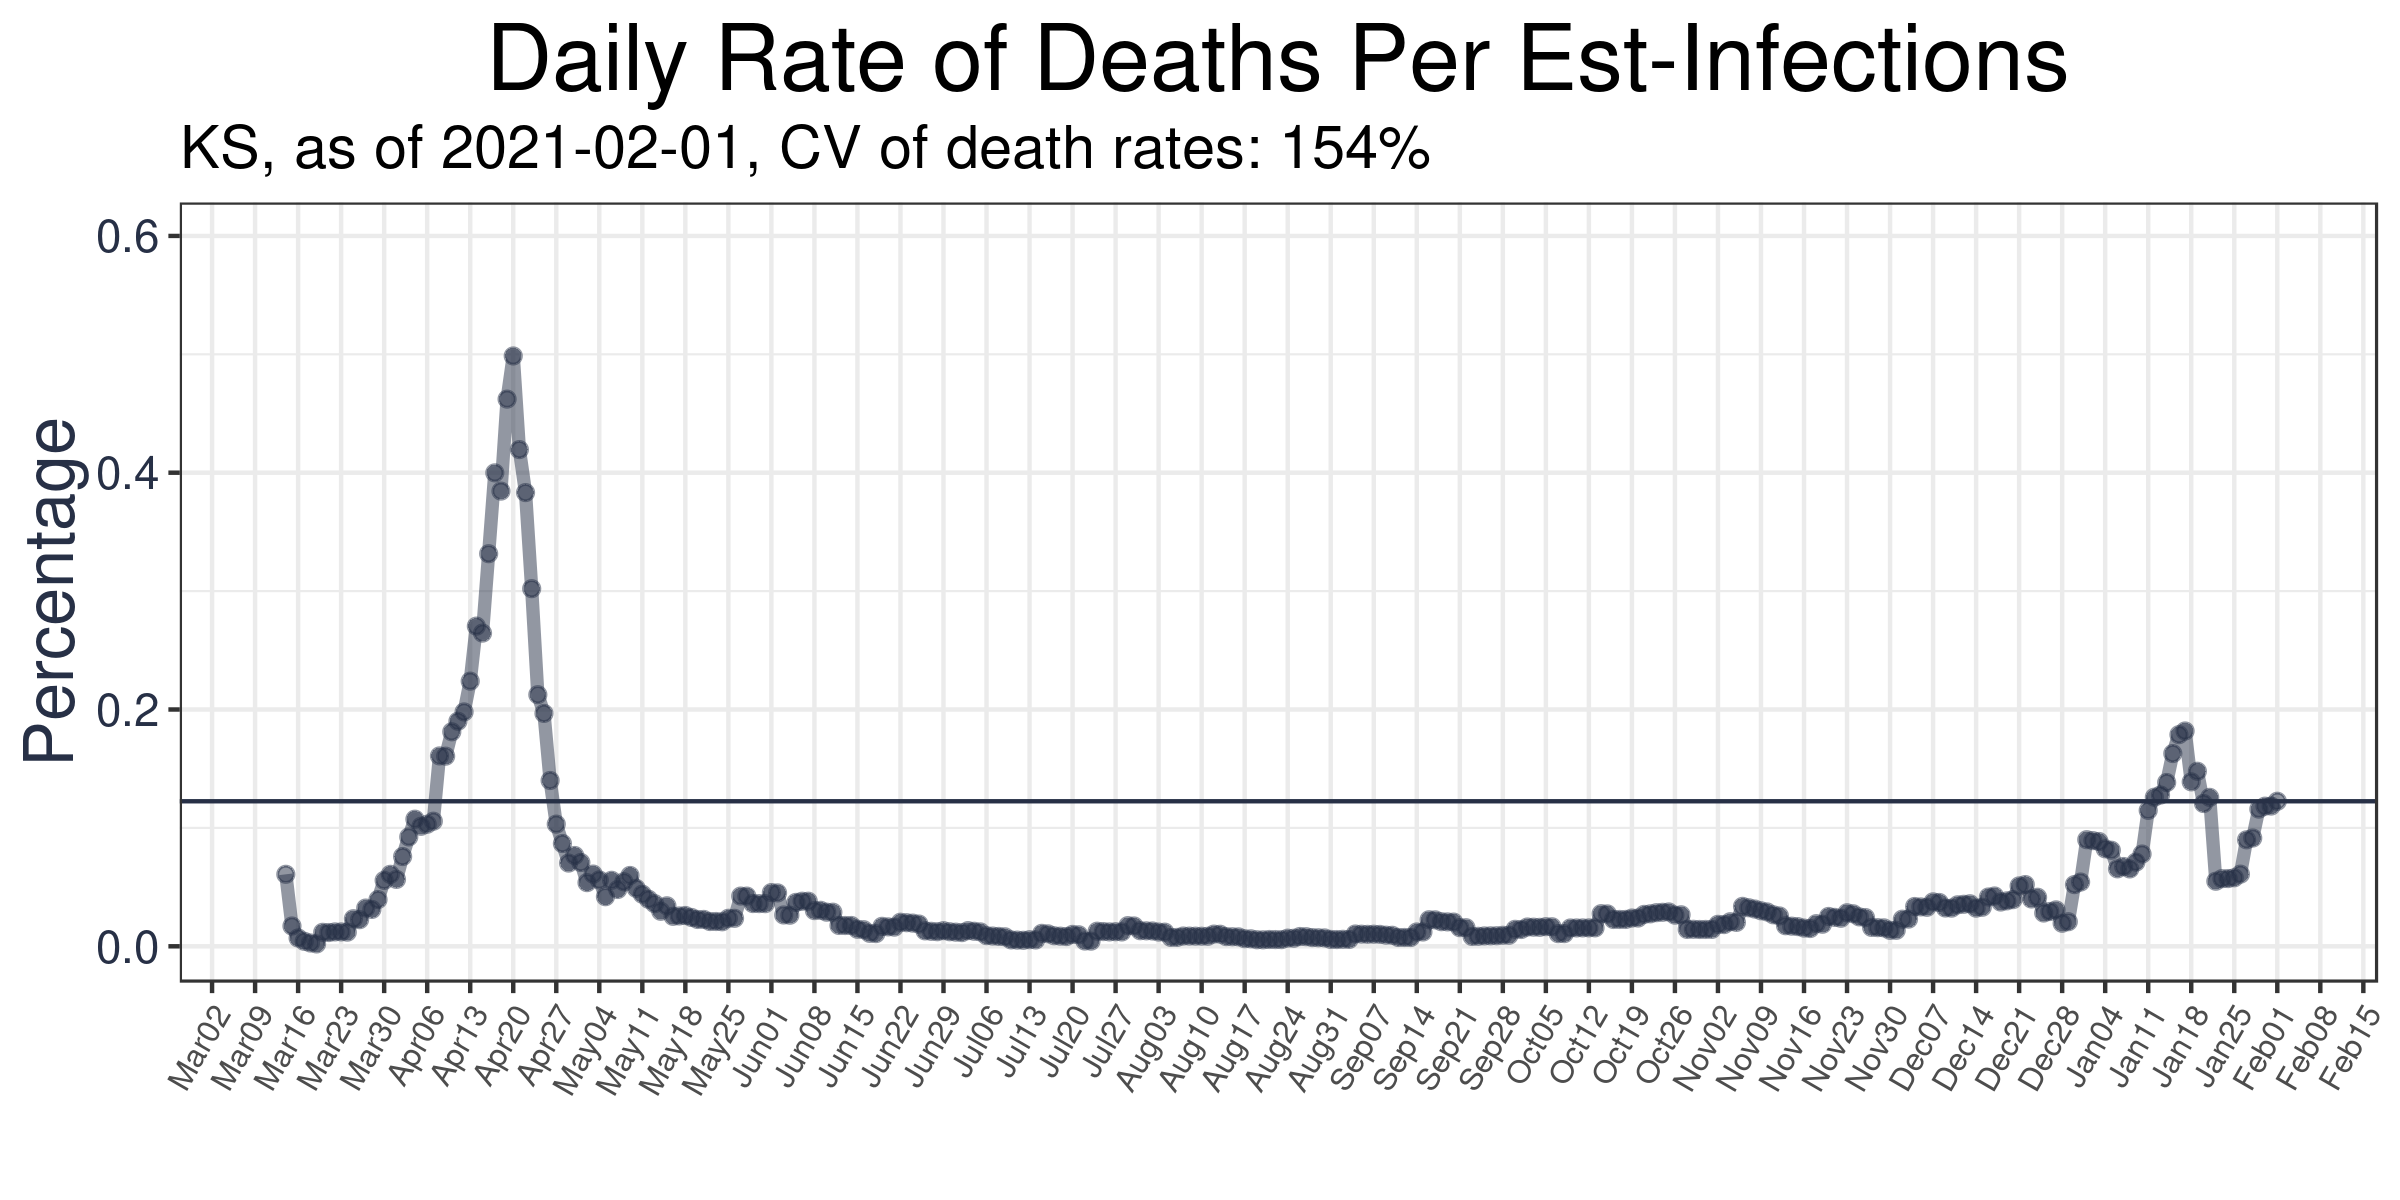 Daily Rate of Deaths Per Est-Infections
KS, as of 2021-02-01, CV of death rates: 154%
Percentage
0.6
0.4
0.2
0.0
Mar02
Mar09
Mar16
Mar23
Mar30
Apr06
Apr13
Apr20
Apr27
May04
May11
May18
May25
Jun01
Jun08
Jun15
Jun22
Jun29
Jul06
Jul13
Jul20
Jul27
Aug03
Aug10
Aug17
Aug24
Aug31
Sep07
Sep14
Sep21
Sep28
Oct05
Oct12
Oct19
Oct26
Nov02
Nov09
Nov16
Nov23
Nov30
Dec07
Dec14
Dec21
Dec28
Jan04
Jan11
Jan18
Jan25
Feb01
Feb08
Feb15